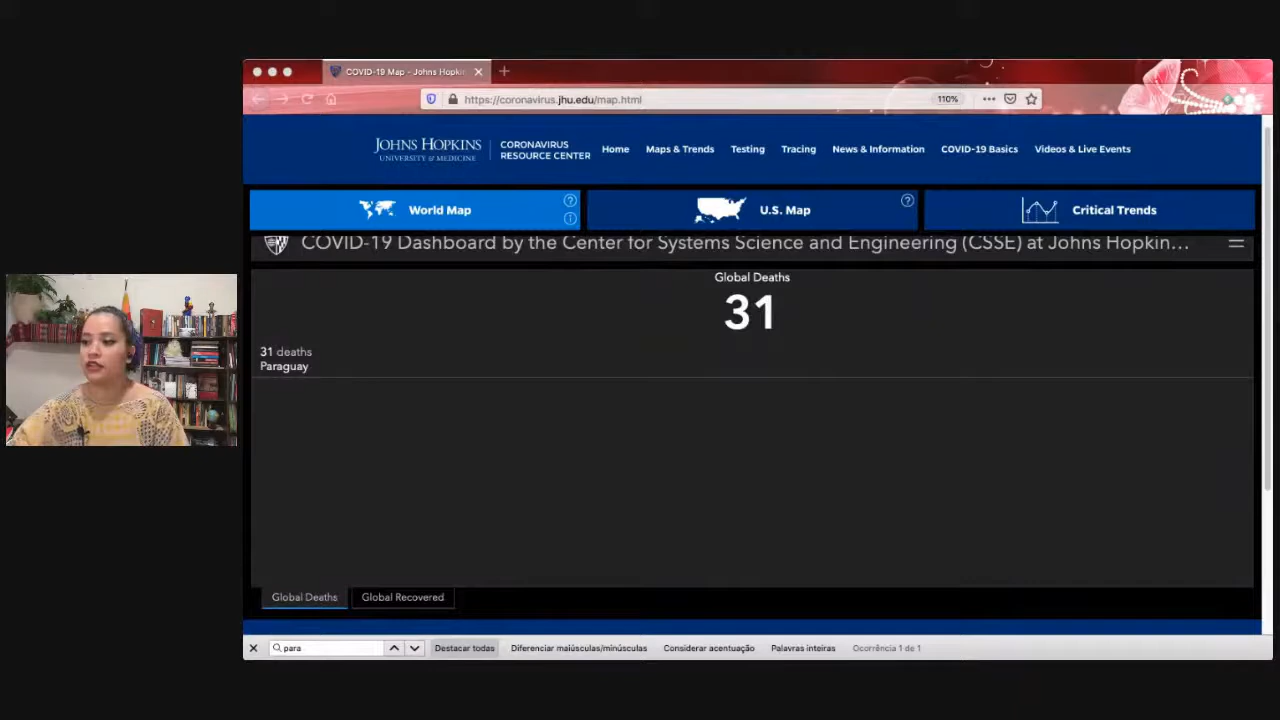 COVID-19 Map - Johns Hopkin
https://coronavirus.jhu.edu/map.html
110%
JOHNS HOPKINS
UNIVERSITY & MEDICINE
CORONAVIRUS
RESOURCE CENTER
Home
Maps & Trends
Testing
Tracing
News & Information
COVID-19 Basics
Videos & Live Events
World Map
U.S. Map
Critical Trends
COVID-19 Dashboard by the Center for Systems Science and Engineering (CSSE) at Johns Hopkin...
Global Deaths
31
31 deaths
Paraguay
Global Deaths
Global Recovered
para
Destacar todas
Diferenciar maiúsculas/minúsculas
Considerar acentuação
Palavras inteiras
Ocorrência 1 de 1